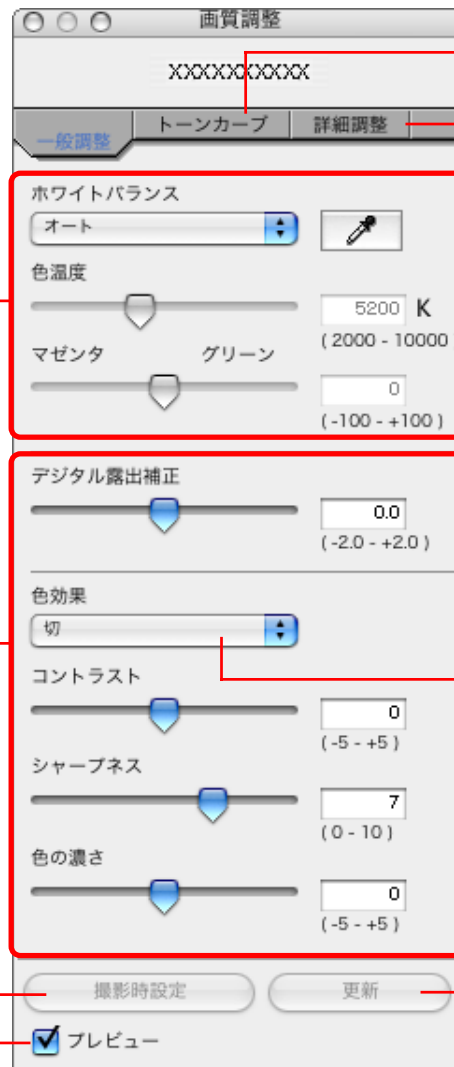 画質調整
XXXXXXXXXX
一般調整 トーンカーブ 詳細調整
ホワイトバランス
オート
色温度
5200 K
( 2000 - 10000
マゼンタ グリーン
0
( -100 - +100 )
デジタル露出補正
0.0
( -2.0 - +2.0 )
色効果
切
コントラスト
0
( -5 - +5 )
シャープネス
7
( 0 - 10 )
色の濃さ
0
( -5 - +5 )
撮影時設定 更新
プレビュー